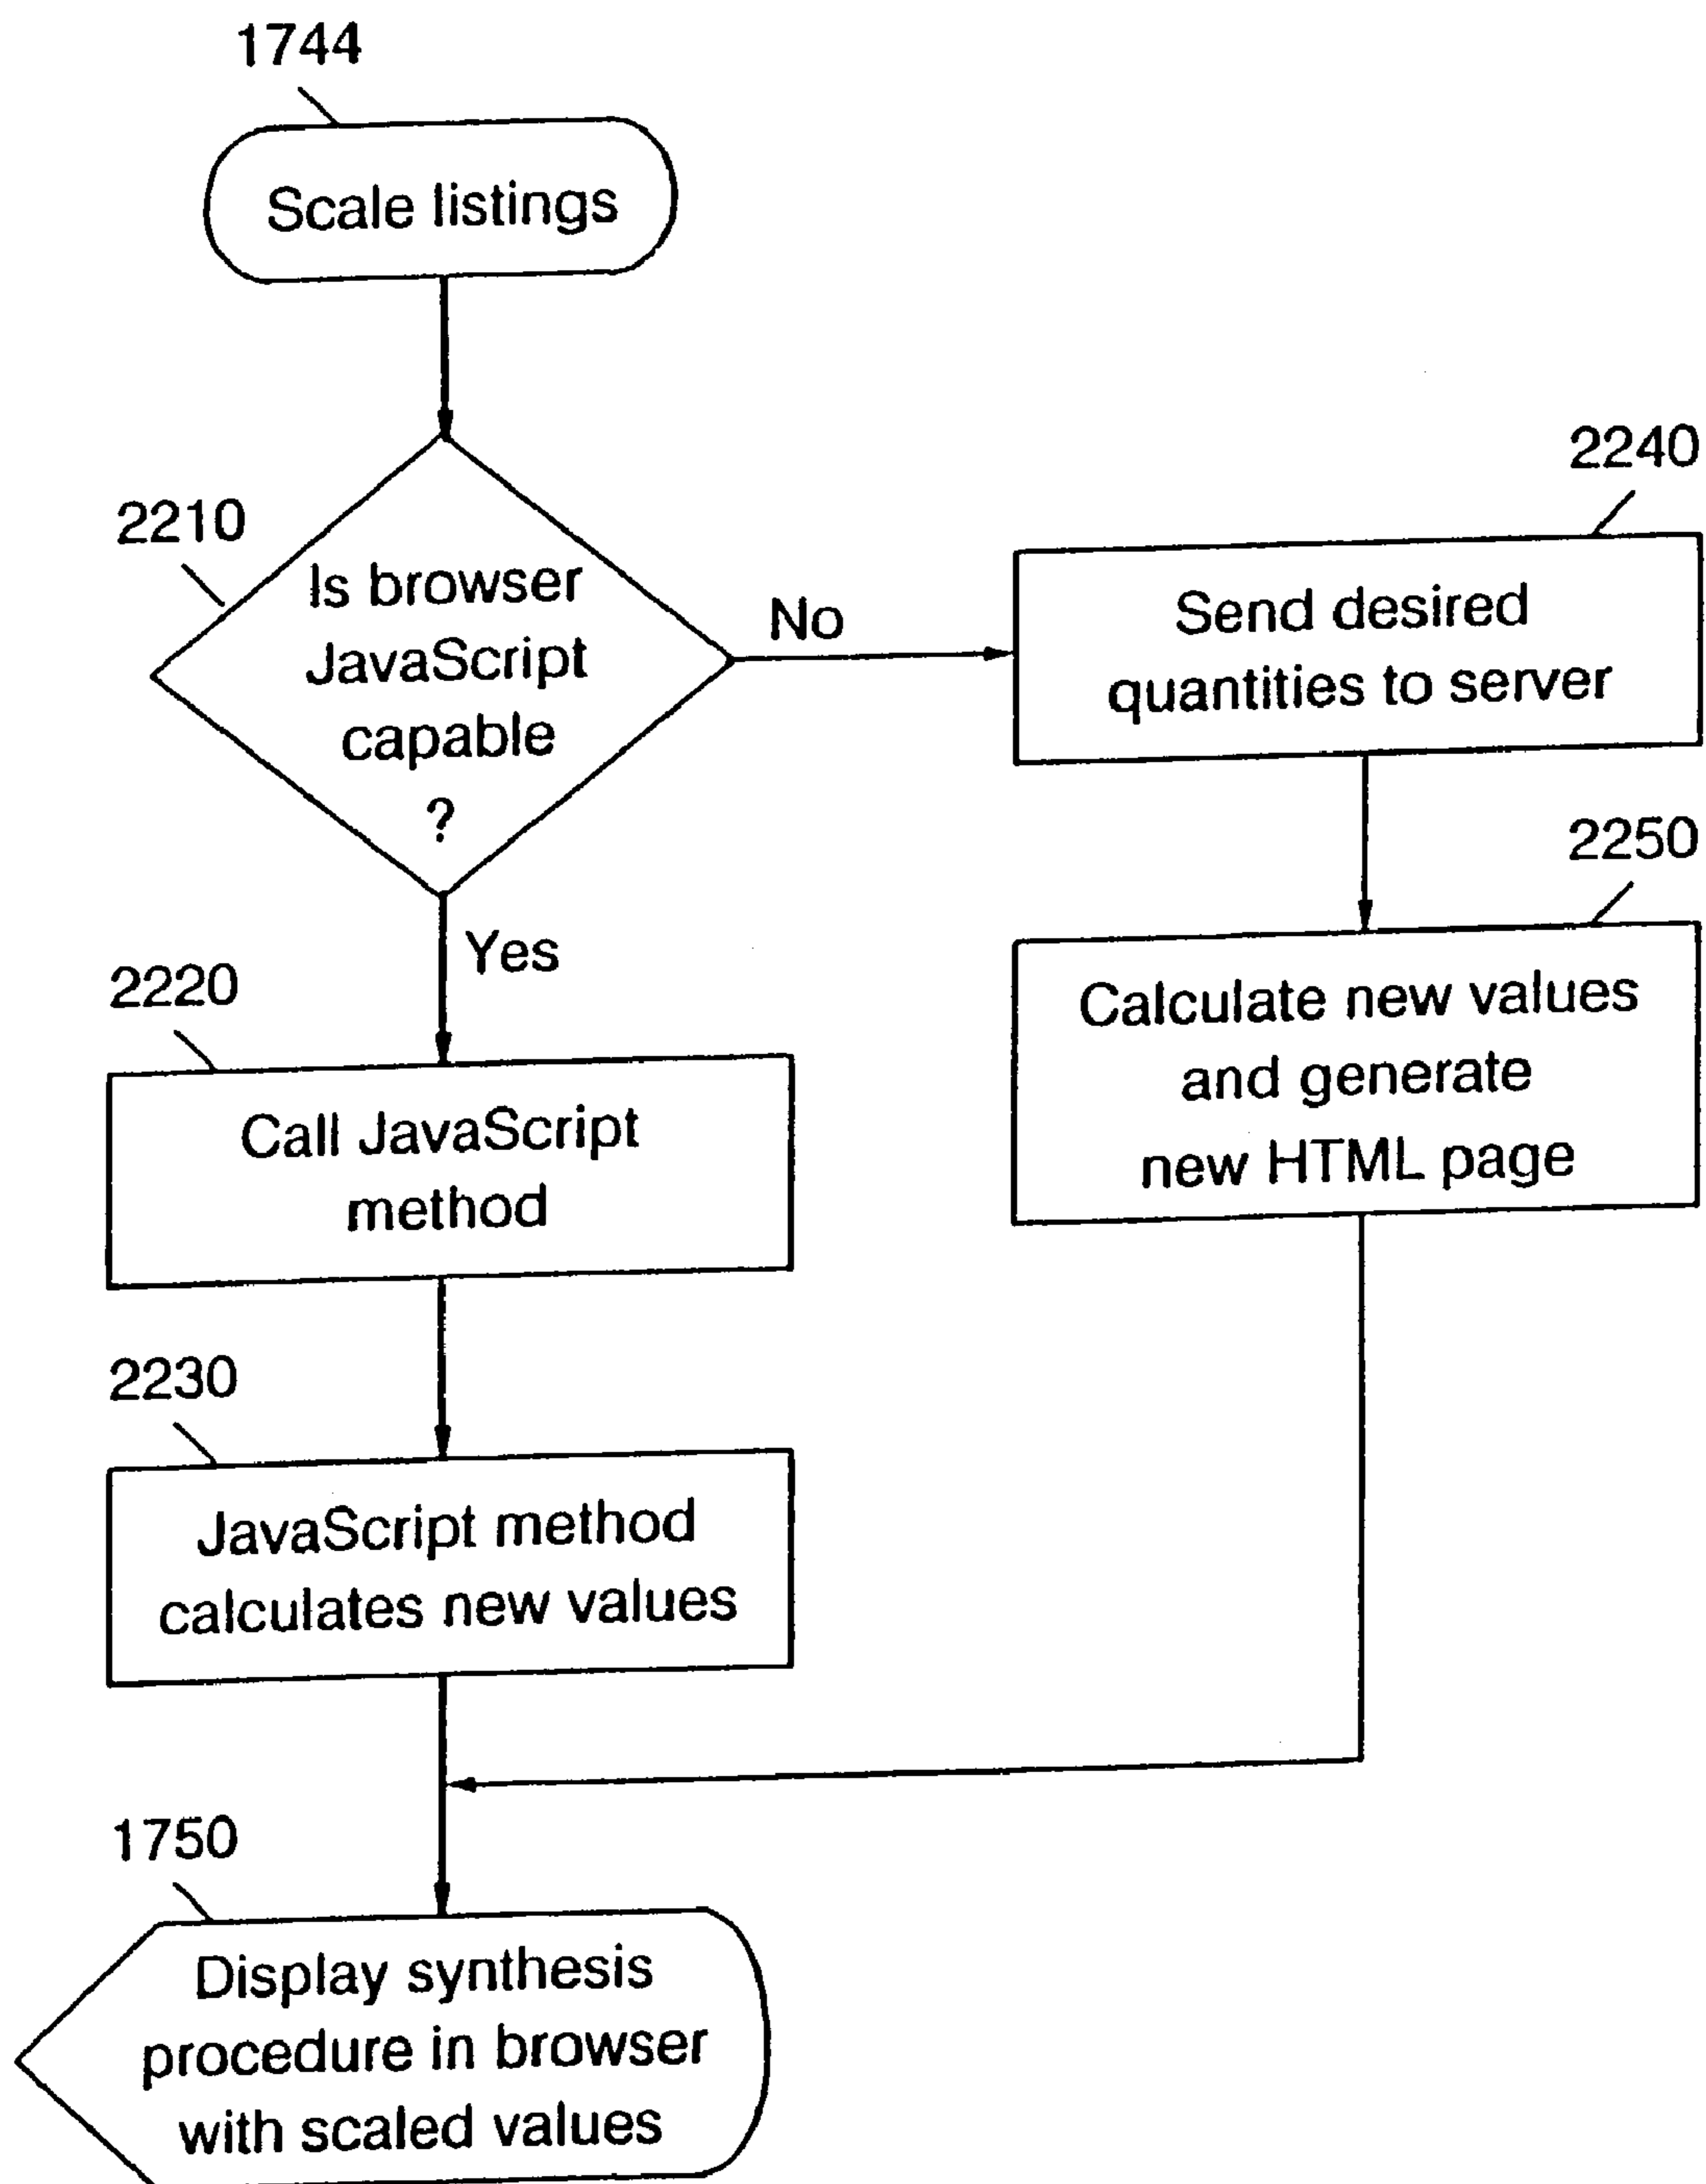 1744
Scale listings
2210
Is browser
JavaScript
capable
?
No
2240
Send desired
quantities to server
2250
Calculate new values
and generate
new HTML page
Yes
2220
Call JavaScript
method
2230
JavaScript method
calculates new values
1750
Display synthesis
procedure in browser
with scaled values